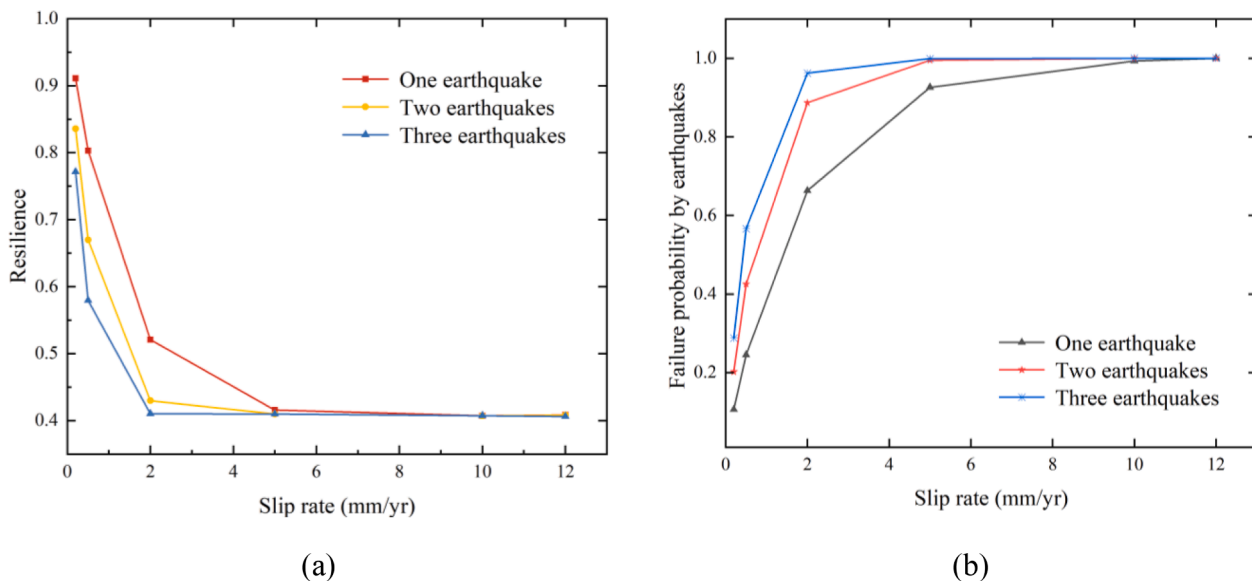 1.0
0.9
0.8
0.7
0.6
0.5
0.4
Resilience
One earthquake
Two earthquakes
Three earthquakes
0 2 4 6 8 10 12
Slip rate (mm/yr)
(a)
1.0
0.8
0.6
0.4
0.2
Failure probability by earthquakes
One earthquake
Two earthquakes
Three earthquakes
0 2 4 6 8 10 12
Slip rate (mm/yr)
(b)